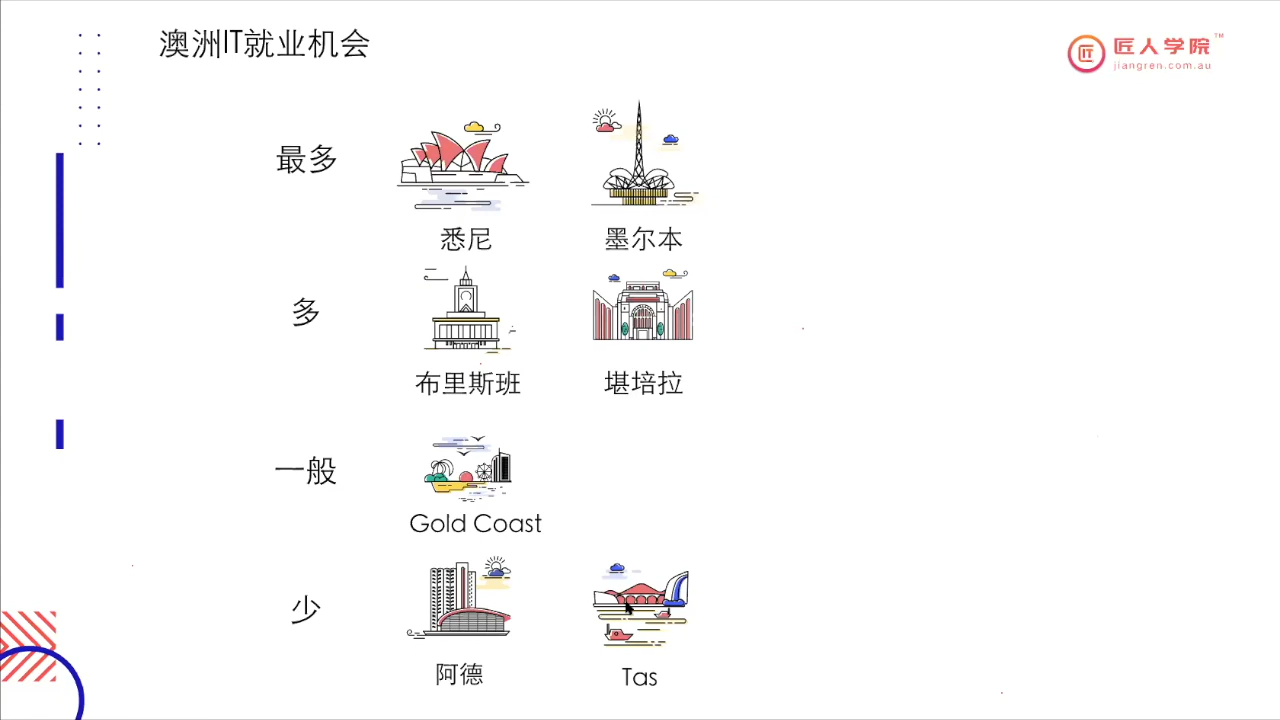 澳洲IT就业机会
匠 匠人学院 TM
jiangren.com.au
最多
悉尼
墨尔本
多
布里斯班
堪培拉
一般
Gold Coast
少
阿德
Tas